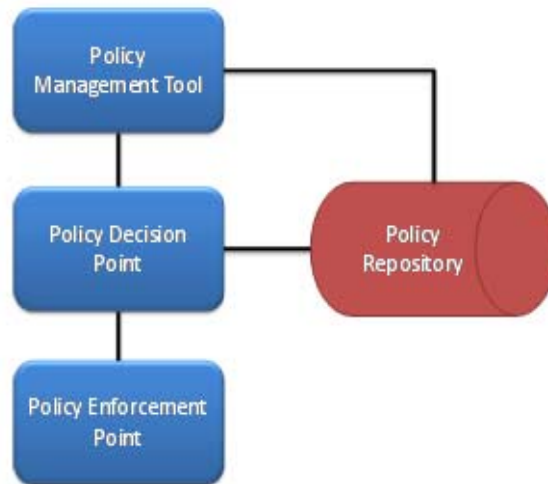 Policy
Management Tool
Policy Decision
Point
Policy
Repository
Policy Enforcement
Point